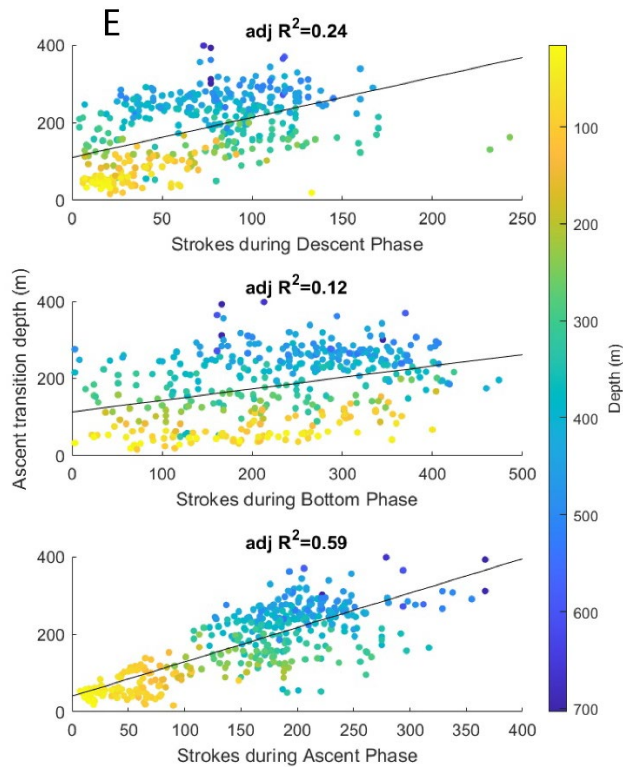 E
adj R²=0.24
400
200
0
0 50 100 150 200 250
Strokes during Descent Phase
adj R²=0.12
400
200
0
0 100 200 300 400 500
Strokes during Bottom Phase
adj R²=0.59
400
200
0
0 50 100 150 200 250 300 350 400
Strokes during Ascent Phase
Ascent transition depth (m)
100
200
300
400
500
600
700
Depth (m)